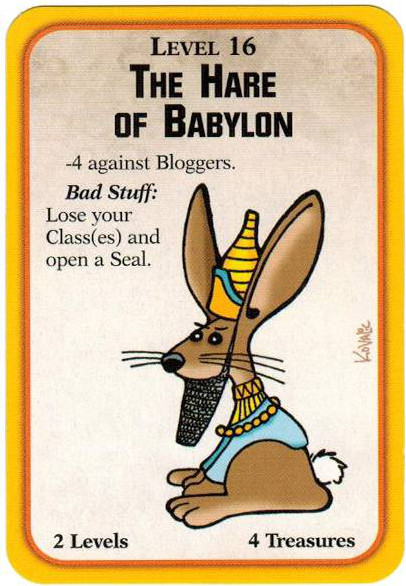 LEVEL 16
THE HARE
OF BABYLON
-4 against Bloggers.
Bad Stuff:
Lose your
Class(es) and
open a Seal.
KOVALIC
2 Levels
4 Treasures